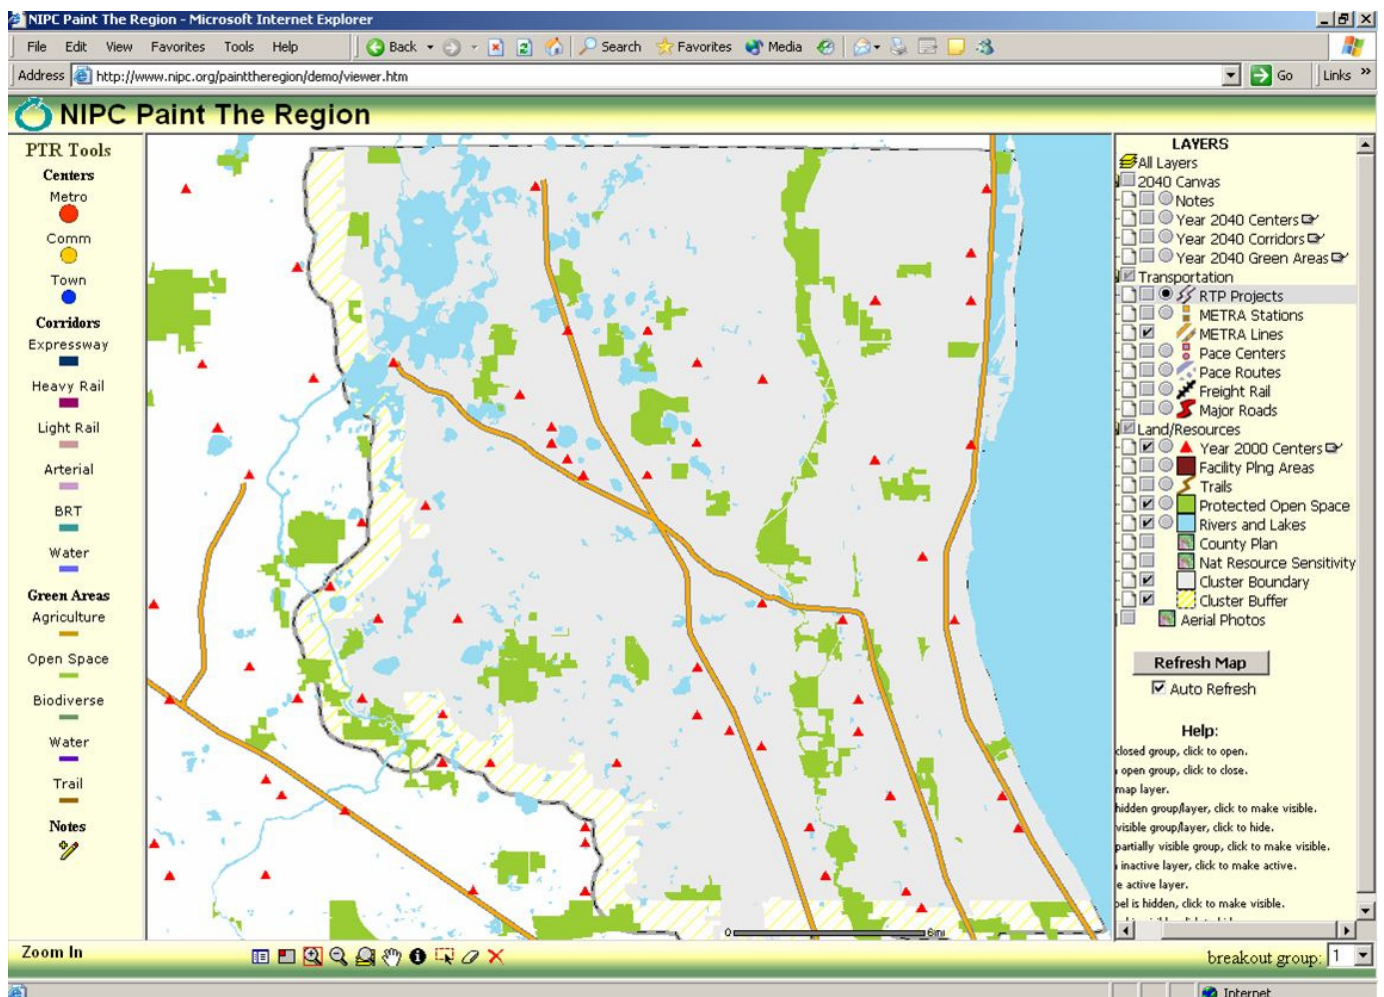 NIPC Paint The Region - Microsoft Internet Explorer
File Edit View Favorites Tools Help Back Search Favorites Media
Address http://www.nipc.org/painttheregion/demo/viewer.htm Go Links »
NIPC Paint The Region
PTR Tools
Centers
Metro
Comm
Town
Corridors
Expressway
Heavy Rail
Light Rail
Arterial
BRT
Water
Green Areas
Agriculture
Open Space
Biodiverse
Water
Trail
Notes
0 6mi
LAYERS
All Layers
2040 Canvas
Notes
Year 2040 Centers
Year 2040 Corridors
Year 2040 Green Areas
Transportation
RTP Projects
METRA Stations
METRA Lines
Pace Centers
Pace Routes
Freight Rail
Major Roads
Land/Resources
Year 2000 Centers
Facility Plng Areas
Trails
Protected Open Space
Rivers and Lakes
County Plan
Nat Resource Sensitivity
Cluster Boundary
Cluster Buffer
Aerial Photos
Refresh Map
Auto Refresh
Help:
closed group, click to open.
open group, click to close.
map layer.
hidden group/layer, click to make visible.
visible group/layer, click to hide.
partially visible group, click to make visible.
inactive layer, click to make active.
e active layer.
bel is hidden, click to make visible.
Zoom In
breakout group: 1
Internet